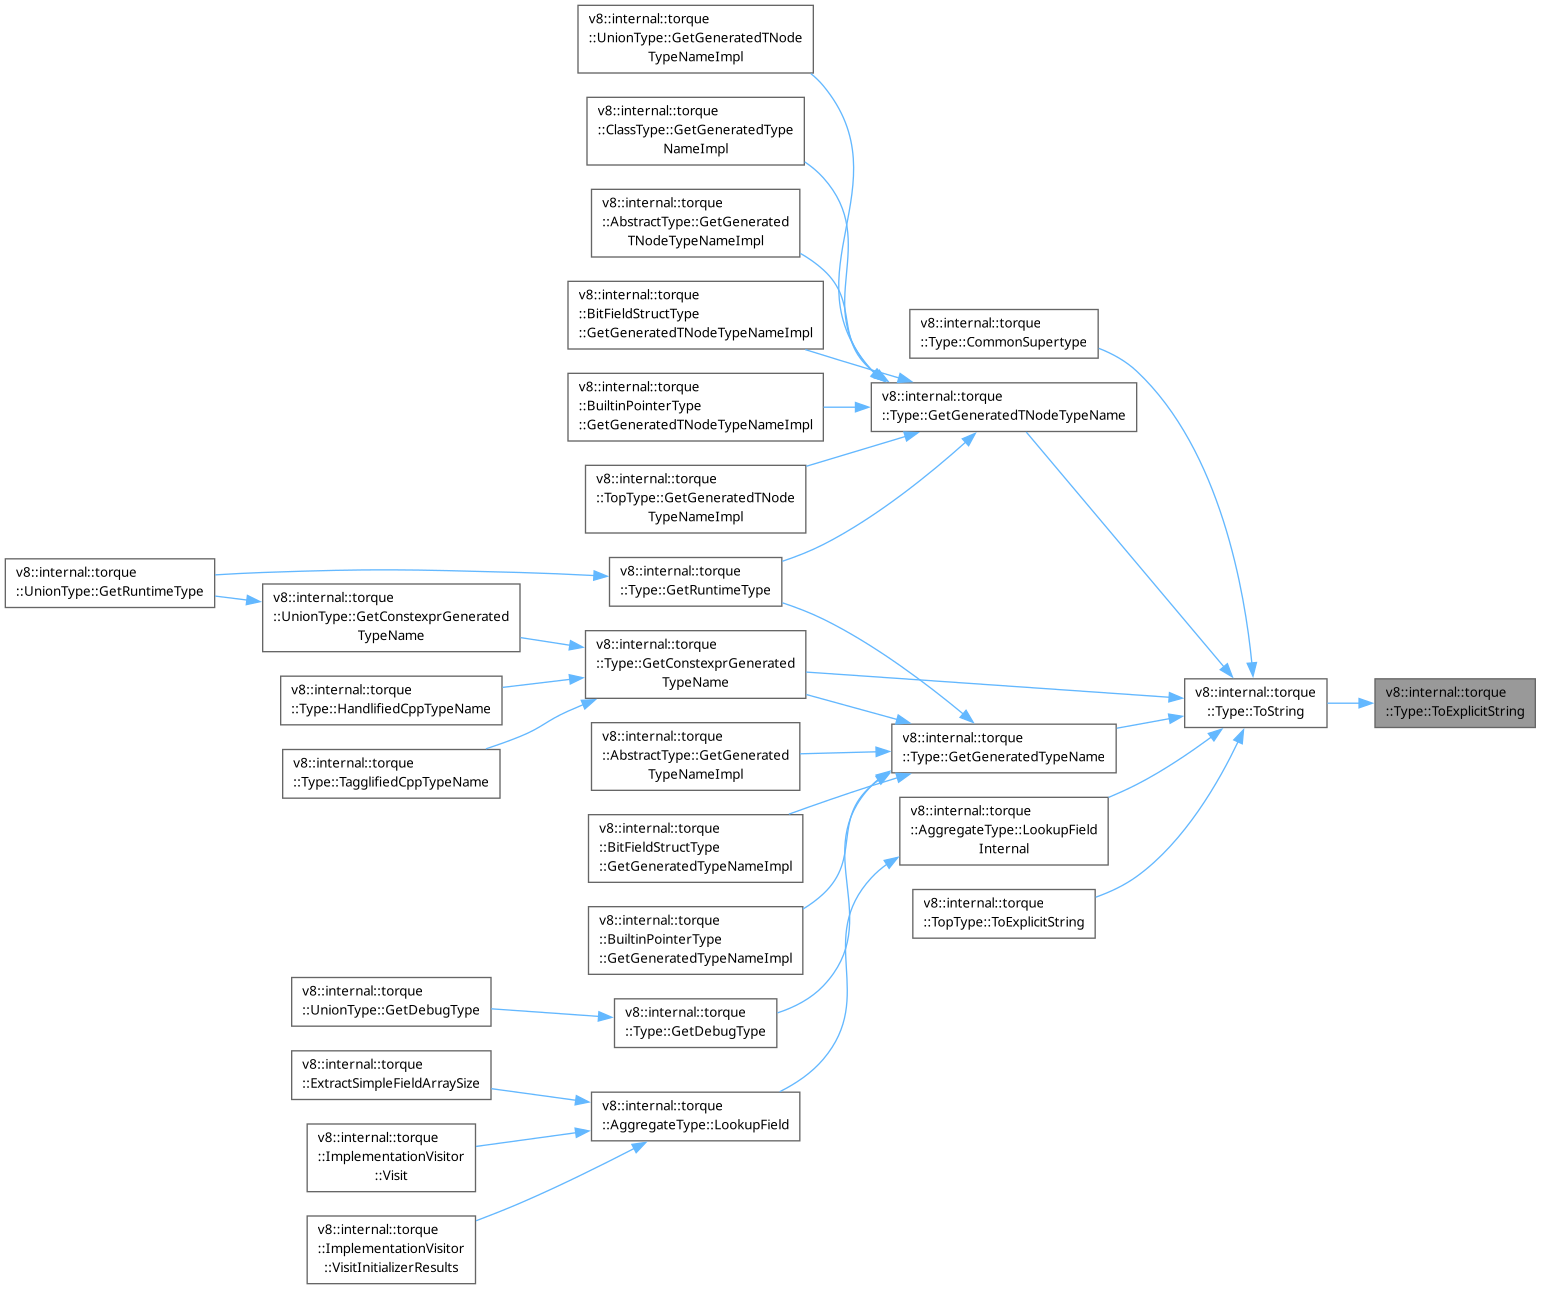 v8::internal::torque
::UnionType::GetGeneratedTNode
TypeNameImpl
v8::internal::torque
::ClassType::GetGeneratedType
NameImpl
v8::internal::torque
::AbstractType::GetGenerated
TNodeTypeNameImpl
v8::internal::torque
::BitFieldStructType
::GetGeneratedTNodeTypeNameImpl
v8::internal::torque
::Type::CommonSupertype
v8::internal::torque
::BuiltinPointerType
::GetGeneratedTNodeTypeNameImpl
v8::internal::torque
::Type::GetGeneratedTNodeTypeName
v8::internal::torque
::TopType::GetGeneratedTNode
TypeNameImpl
v8::internal::torque
::UnionType::GetRuntimeType
v8::internal::torque
::UnionType::GetConstexprGenerated
TypeName
v8::internal::torque
::Type::GetRuntimeType
v8::internal::torque
::Type::GetConstexprGenerated
TypeName
v8::internal::torque
::Type::HandlifiedCppTypeName
v8::internal::torque
::Type::ToString
v8::internal::torque
::Type::ToExplicitString
v8::internal::torque
::Type::TagglifiedCppTypeName
v8::internal::torque
::AbstractType::GetGenerated
TypeNameImpl
v8::internal::torque
::Type::GetGeneratedTypeName
v8::internal::torque
::BitFieldStructType
::GetGeneratedTypeNameImpl
v8::internal::torque
::AggregateType::LookupField
Internal
v8::internal::torque
::BuiltinPointerType
::GetGeneratedTypeNameImpl
v8::internal::torque
::TopType::ToExplicitString
v8::internal::torque
::UnionType::GetDebugType
v8::internal::torque
::Type::GetDebugType
v8::internal::torque
::ExtractSimpleFieldArraySize
v8::internal::torque
::AggregateType::LookupField
v8::internal::torque
::ImplementationVisitor
::Visit
v8::internal::torque
::ImplementationVisitor
::VisitInitializerResults